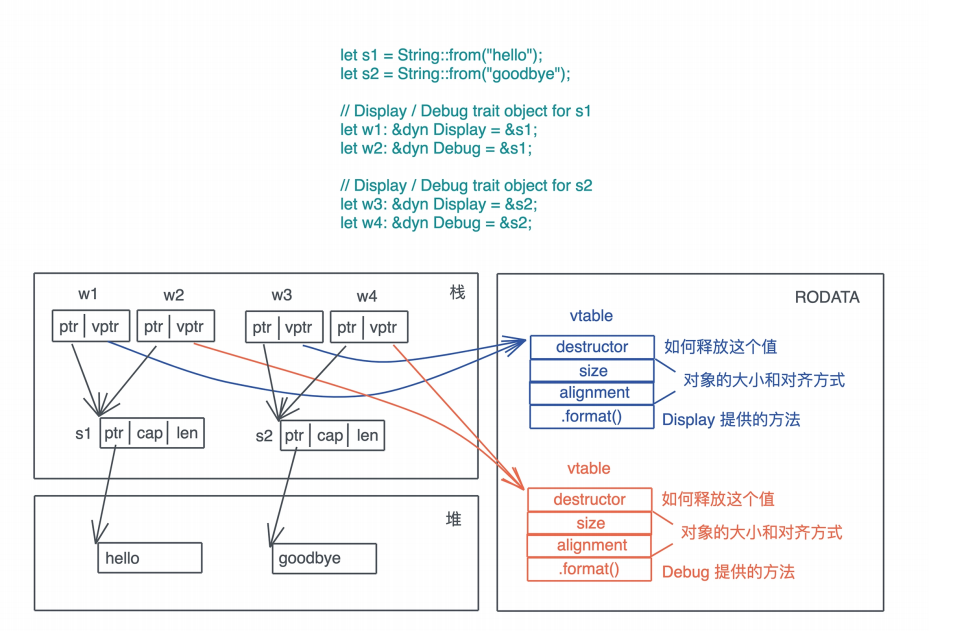 let s1 = String::from("hello");
let s2 = String::from("goodbye");
// Display / Debug trait object for s1
let w1: &dyn Display = &s1;
let w2: &dyn Debug = &s1;
// Display / Debug trait object for s2
let w3: &dyn Display = &s2;
let w4: &dyn Debug = &s2;
w1
w2
w3
w4
栈
ptr vptr
ptr vptr
ptr vptr
ptr vptr
s1
ptr cap len
s2
ptr cap len
堆
hello
goodbye
RODATA
vtable
destructor
如何释放这个值
size
对象的大小和对齐方式
alignment
.format()
Display 提供的方法
vtable
destructor
如何释放这个值
size
对象的大小和对齐方式
alignment
.format()
Debug 提供的方法